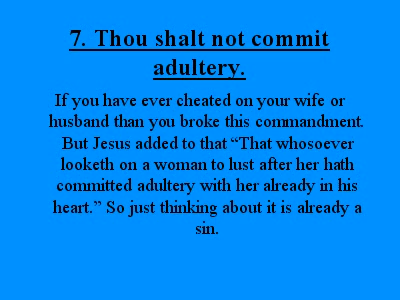 7. Thou shalt not commit
adultery.
If you have ever cheated on your wife or
husband than you broke this commandment.
But Jesus added to that “That whosoever
looketh on a woman to lust after her hath
committed adultery with her already in his
heart.” So just thinking about it is already a
sin.